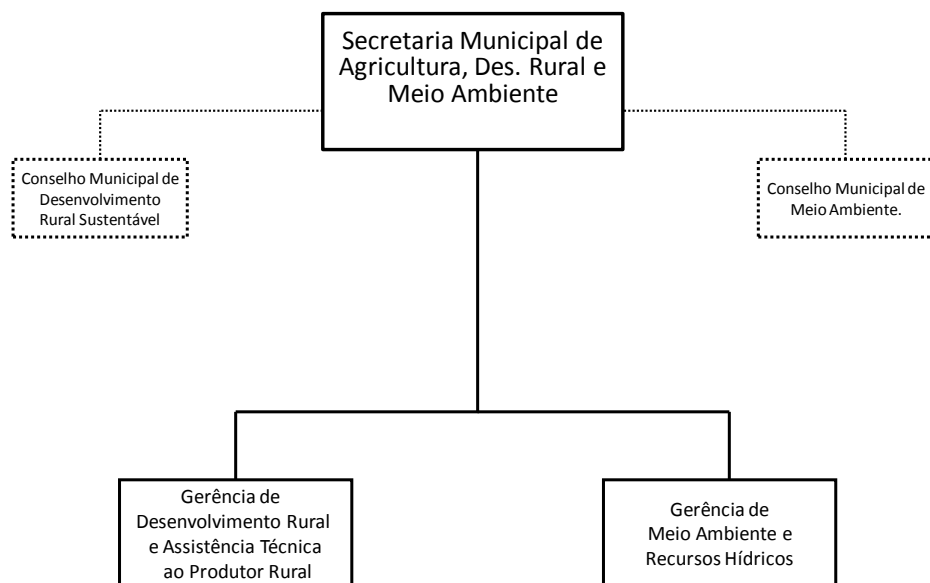 Secretaria Municipal de
Agricultura, Des. Rural e
Meio Ambiente
Conselho Municipal de
Desenvolvimento
Rural Sustentável
Conselho Municipal de
Meio Ambiente.
Gerência de
Desenvolvimento Rural
e Assistência Técnica
ao Produtor Rural
Gerência de
Meio Ambiente e
Recursos Hídricos